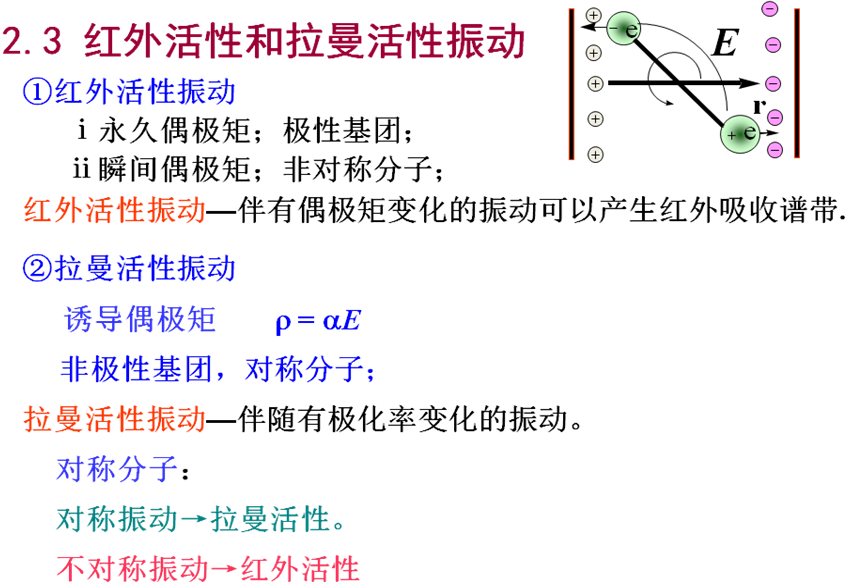 2.3 红外活性和拉曼活性振动
①红外活性振动
ⅰ 永久偶极矩；极性基团；
ⅱ 瞬间偶极矩；非对称分子；
红外活性振动—伴有偶极矩变化的振动可以产生红外吸收谱带.
②拉曼活性振动
诱导偶极矩 ρ = αE
非极性基团，对称分子；
拉曼活性振动—伴随有极化率变化的振动。
对称分子：
对称振动→拉曼活性。
不对称振动→红外活性
+
+
+
+
+
− e
E
r
+ e
−
−
−
−
−